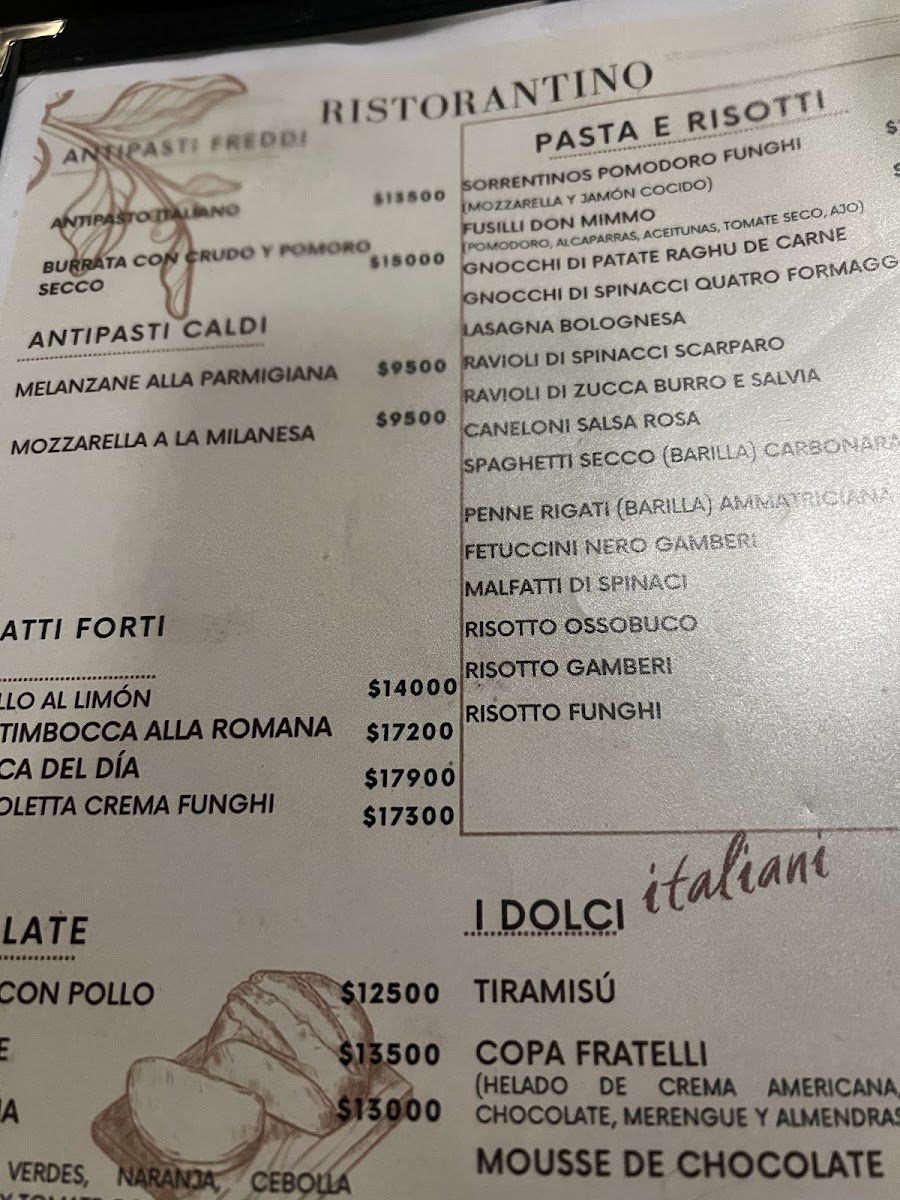 RISTORANTINO
ANTIPASTI FREDDI
ANTIPASTO ITALIANO
BURRATA CON CRUDO Y POMORO $15000
SECCO
ANTIPASTI CALDI
MELANZANE ALLA PARMIGIANA $9500
MOZZARELLA A LA MILANESA $9500
ATTI FORTI
LLO AL LIMÓN $14000
TIMBOCCA ALLA ROMANA $17200
CA DEL DÍA $17900
OLETTA CREMA FUNGHI $17300
LATE
CON POLLO $12500
E $13500
A $13000
VERDES, NARANJA, CEBOLLA
PASTA E RISOTTI
SORRENTINOS POMODORO FUNGHI
(MOZZARELLA Y JAMÓN COCIDO)
FUSILLI DON MIMMO
(POMODORO, ALCAPARRAS, ACEITUNAS, TOMATE SECO, AJO)
GNOCCHI DI PATATE RAGHU DE CARNE
GNOCCHI DI SPINACCI QUATRO FORMAGG
LASAGNA BOLOGNESA
RAVIOLI DI SPINACCI SCARPARO
RAVIOLI DI ZUCCA BURRO E SALVIA
CANELONI SALSA ROSA
SPAGHETTI SECCO (BARILLA) CARBONARA
PENNE RIGATI (BARILLA) AMMATRICIANA
FETUCCINI NERO GAMBERI
MALFATTI DI SPINACI
RISOTTO OSSOBUCO
RISOTTO GAMBERI
RISOTTO FUNGHI
I DOLCI italiani
TIRAMISÚ
COPA FRATELLI
(HELADO DE CREMA AMERICANA,
CHOCOLATE, MERENGUE Y ALMENDRAS
MOUSSE DE CHOCOLATE